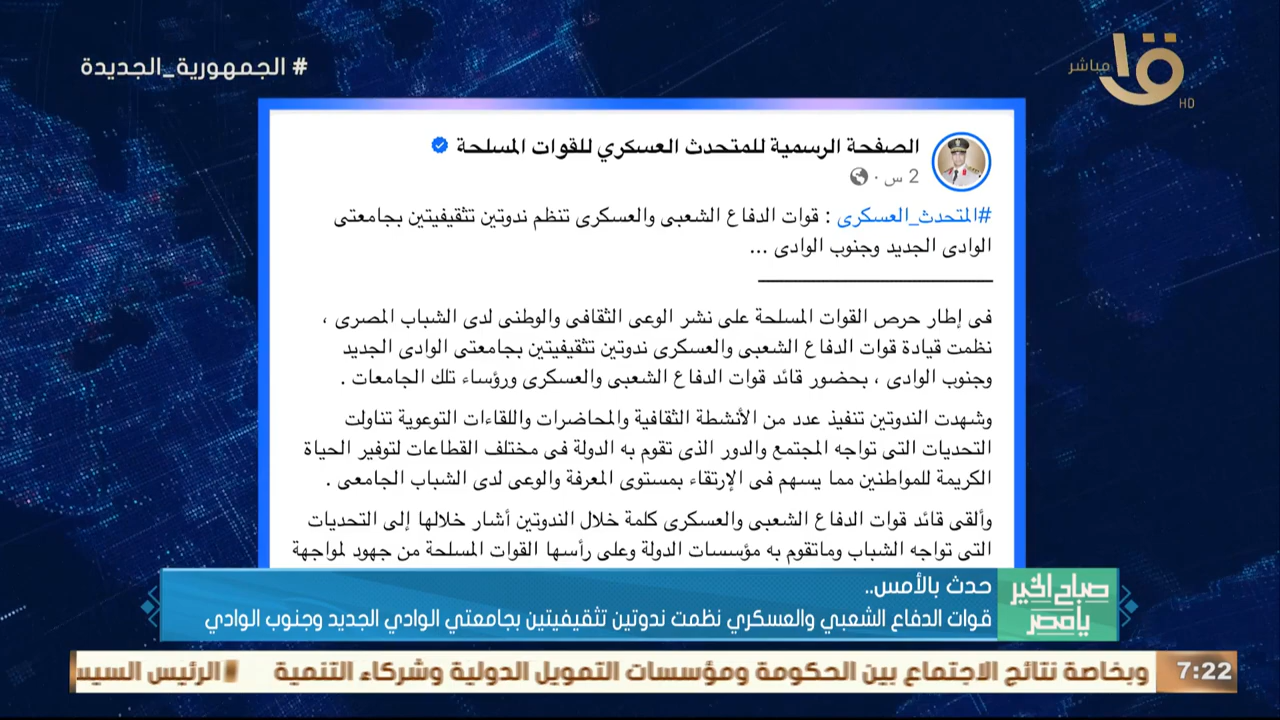 # الجمهورية_الجديدة
مباشر
HD
الصفحة الرسمية للمتحدث العسكري للقوات المسلحة
2 س ·
#المتحدث_العسكرى : قوات الدفاع الشعبى والعسكرى تنظم ندوتين تثقيفيتين بجامعتى
الوادى الجديد وجنوب الوادى ...
فى إطار حرص القوات المسلحة على نشر الوعى الثقافى والوطنى لدى الشباب المصرى ،
نظمت قيادة قوات الدفاع الشعبى والعسكرى ندوتين تثقيفيتين بجامعتى الوادى الجديد
وجنوب الوادى ، بحضور قائد قوات الدفاع الشعبى والعسكرى ورؤساء تلك الجامعات .
وشهدت الندوتين تنفيذ عدد من الأنشطة الثقافية والمحاضرات واللقاءات التوعوية تناولت
التحديات التى تواجه المجتمع والدور الذى تقوم به الدولة فى مختلف القطاعات لتوفير الحياة
الكريمة للمواطنين مما يسهم فى الإرتقاء بمستوى المعرفة والوعى لدى الشباب الجامعى .
وألقى قائد قوات الدفاع الشعبى والعسكرى كلمة خلال الندوتين أشار خلالها إلى التحديات
التى تواجه الشباب وماتقوم به مؤسسات الدولة وعلى رأسها القوات المسلحة من جهود لمواجهة
صباح الخير
يا مصر
حدث بالأمس..
قوات الدفاع الشعبي والعسكري نظمت ندوتين تثقيفيتين بجامعتي الوادي الجديد وجنوب الوادي
7:22
وبخاصة نتائج الاجتماع بين الحكومة ومؤسسات التمويل الدولية وشركاء التنمية
الرئيس